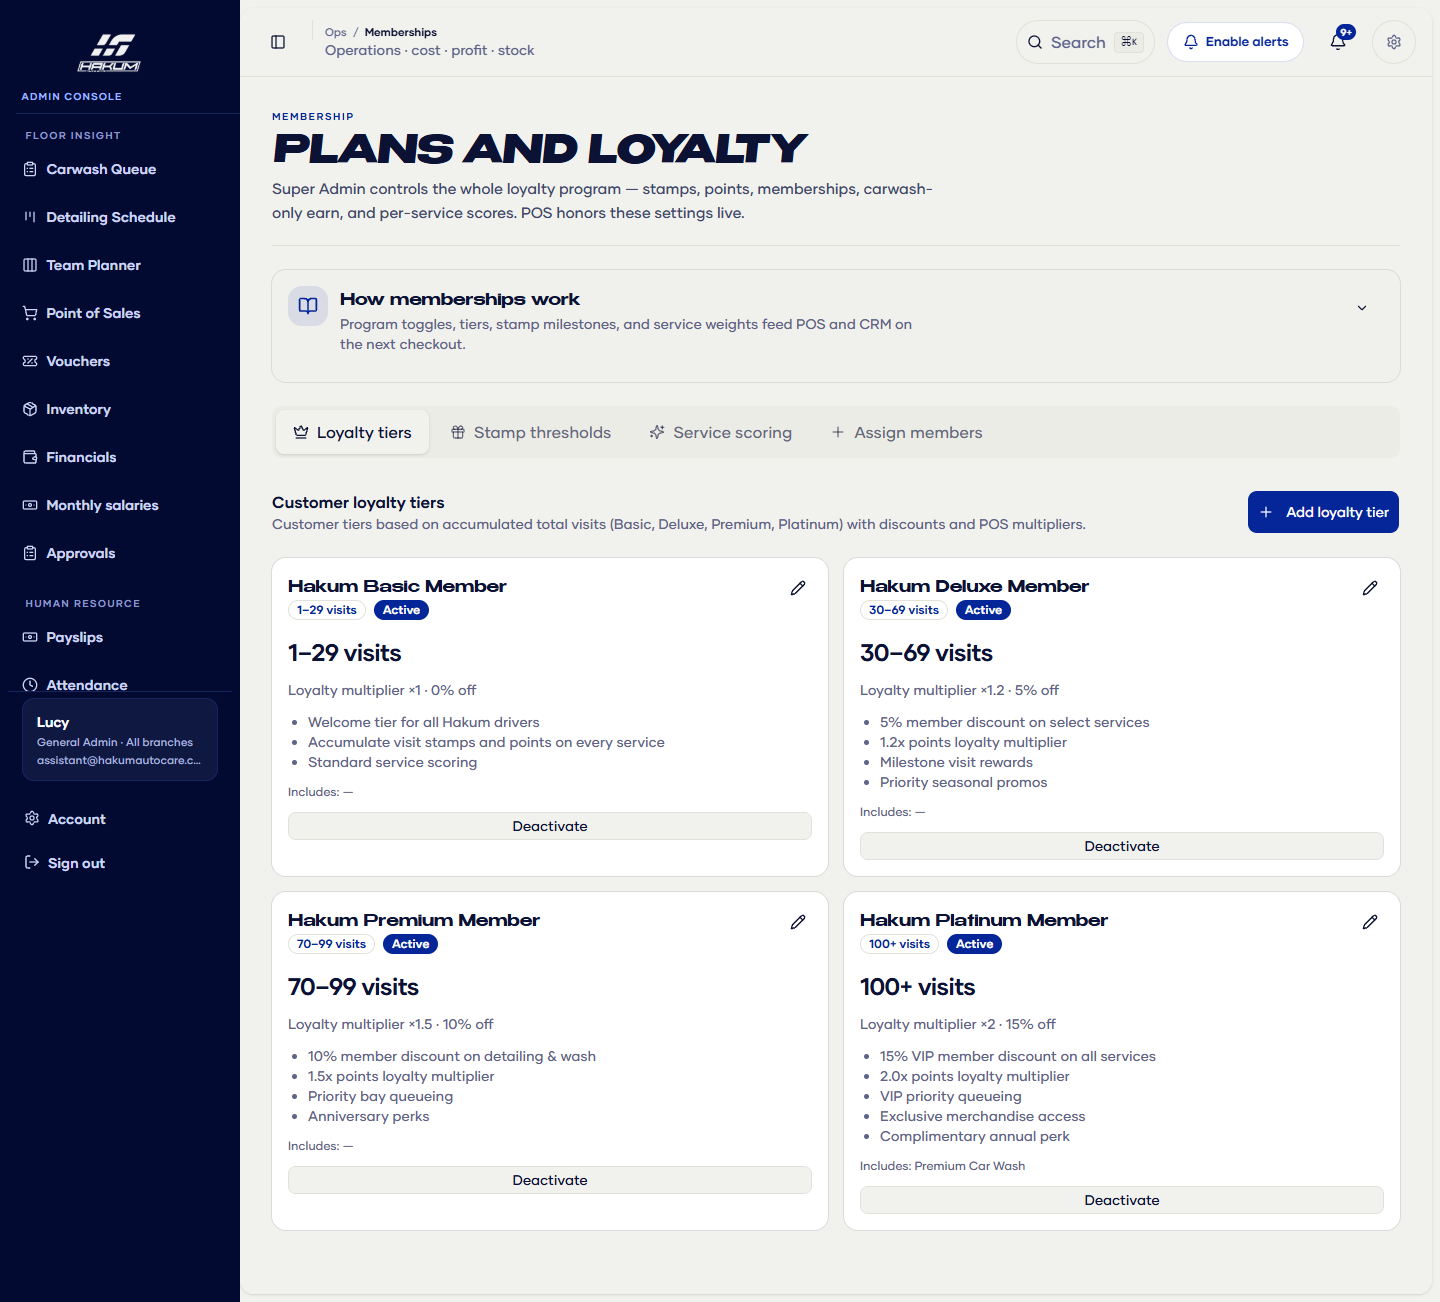 HAKUM
ADMIN CONSOLE
FLOOR INSIGHT
Carwash Queue
Detailing Schedule
Team Planner
Point of Sales
Vouchers
Inventory
Financials
Monthly salaries
Approvals
HUMAN RESOURCE
Payslips
Attendance
Lucy
General Admin · All branches
assistant@hakumautocare.c...
Account
Sign out
Ops / Memberships
Operations · cost · profit · stock
Search ⌘K
Enable alerts
9+
MEMBERSHIP
PLANS AND LOYALTY
Super Admin controls the whole loyalty program — stamps, points, memberships, carwash-
only earn, and per-service scores. POS honors these settings live.
How memberships work
Program toggles, tiers, stamp milestones, and service weights feed POS and CRM on
the next checkout.
Loyalty tiers
Stamp thresholds
Service scoring
Assign members
Customer loyalty tiers
Customer tiers based on accumulated total visits (Basic, Deluxe, Premium, Platinum) with discounts and POS multipliers.
Add loyalty tier
Hakum Basic Member
1–29 visits Active
1–29 visits
Loyalty multiplier ×1 · 0% off
• Welcome tier for all Hakum drivers
• Accumulate visit stamps and points on every service
• Standard service scoring
Includes: —
Deactivate
Hakum Deluxe Member
30–69 visits Active
30–69 visits
Loyalty multiplier ×1.2 · 5% off
• 5% member discount on select services
• 1.2x points loyalty multiplier
• Milestone visit rewards
• Priority seasonal promos
Includes: —
Deactivate
Hakum Premium Member
70–99 visits Active
70–99 visits
Loyalty multiplier ×1.5 · 10% off
• 10% member discount on detailing & wash
• 1.5x points loyalty multiplier
• Priority bay queueing
• Anniversary perks
Includes: —
Deactivate
Hakum Platinum Member
100+ visits Active
100+ visits
Loyalty multiplier ×2 · 15% off
• 15% VIP member discount on all services
• 2.0x points loyalty multiplier
• VIP priority queueing
• Exclusive merchandise access
• Complimentary annual perk
Includes: Premium Car Wash
Deactivate